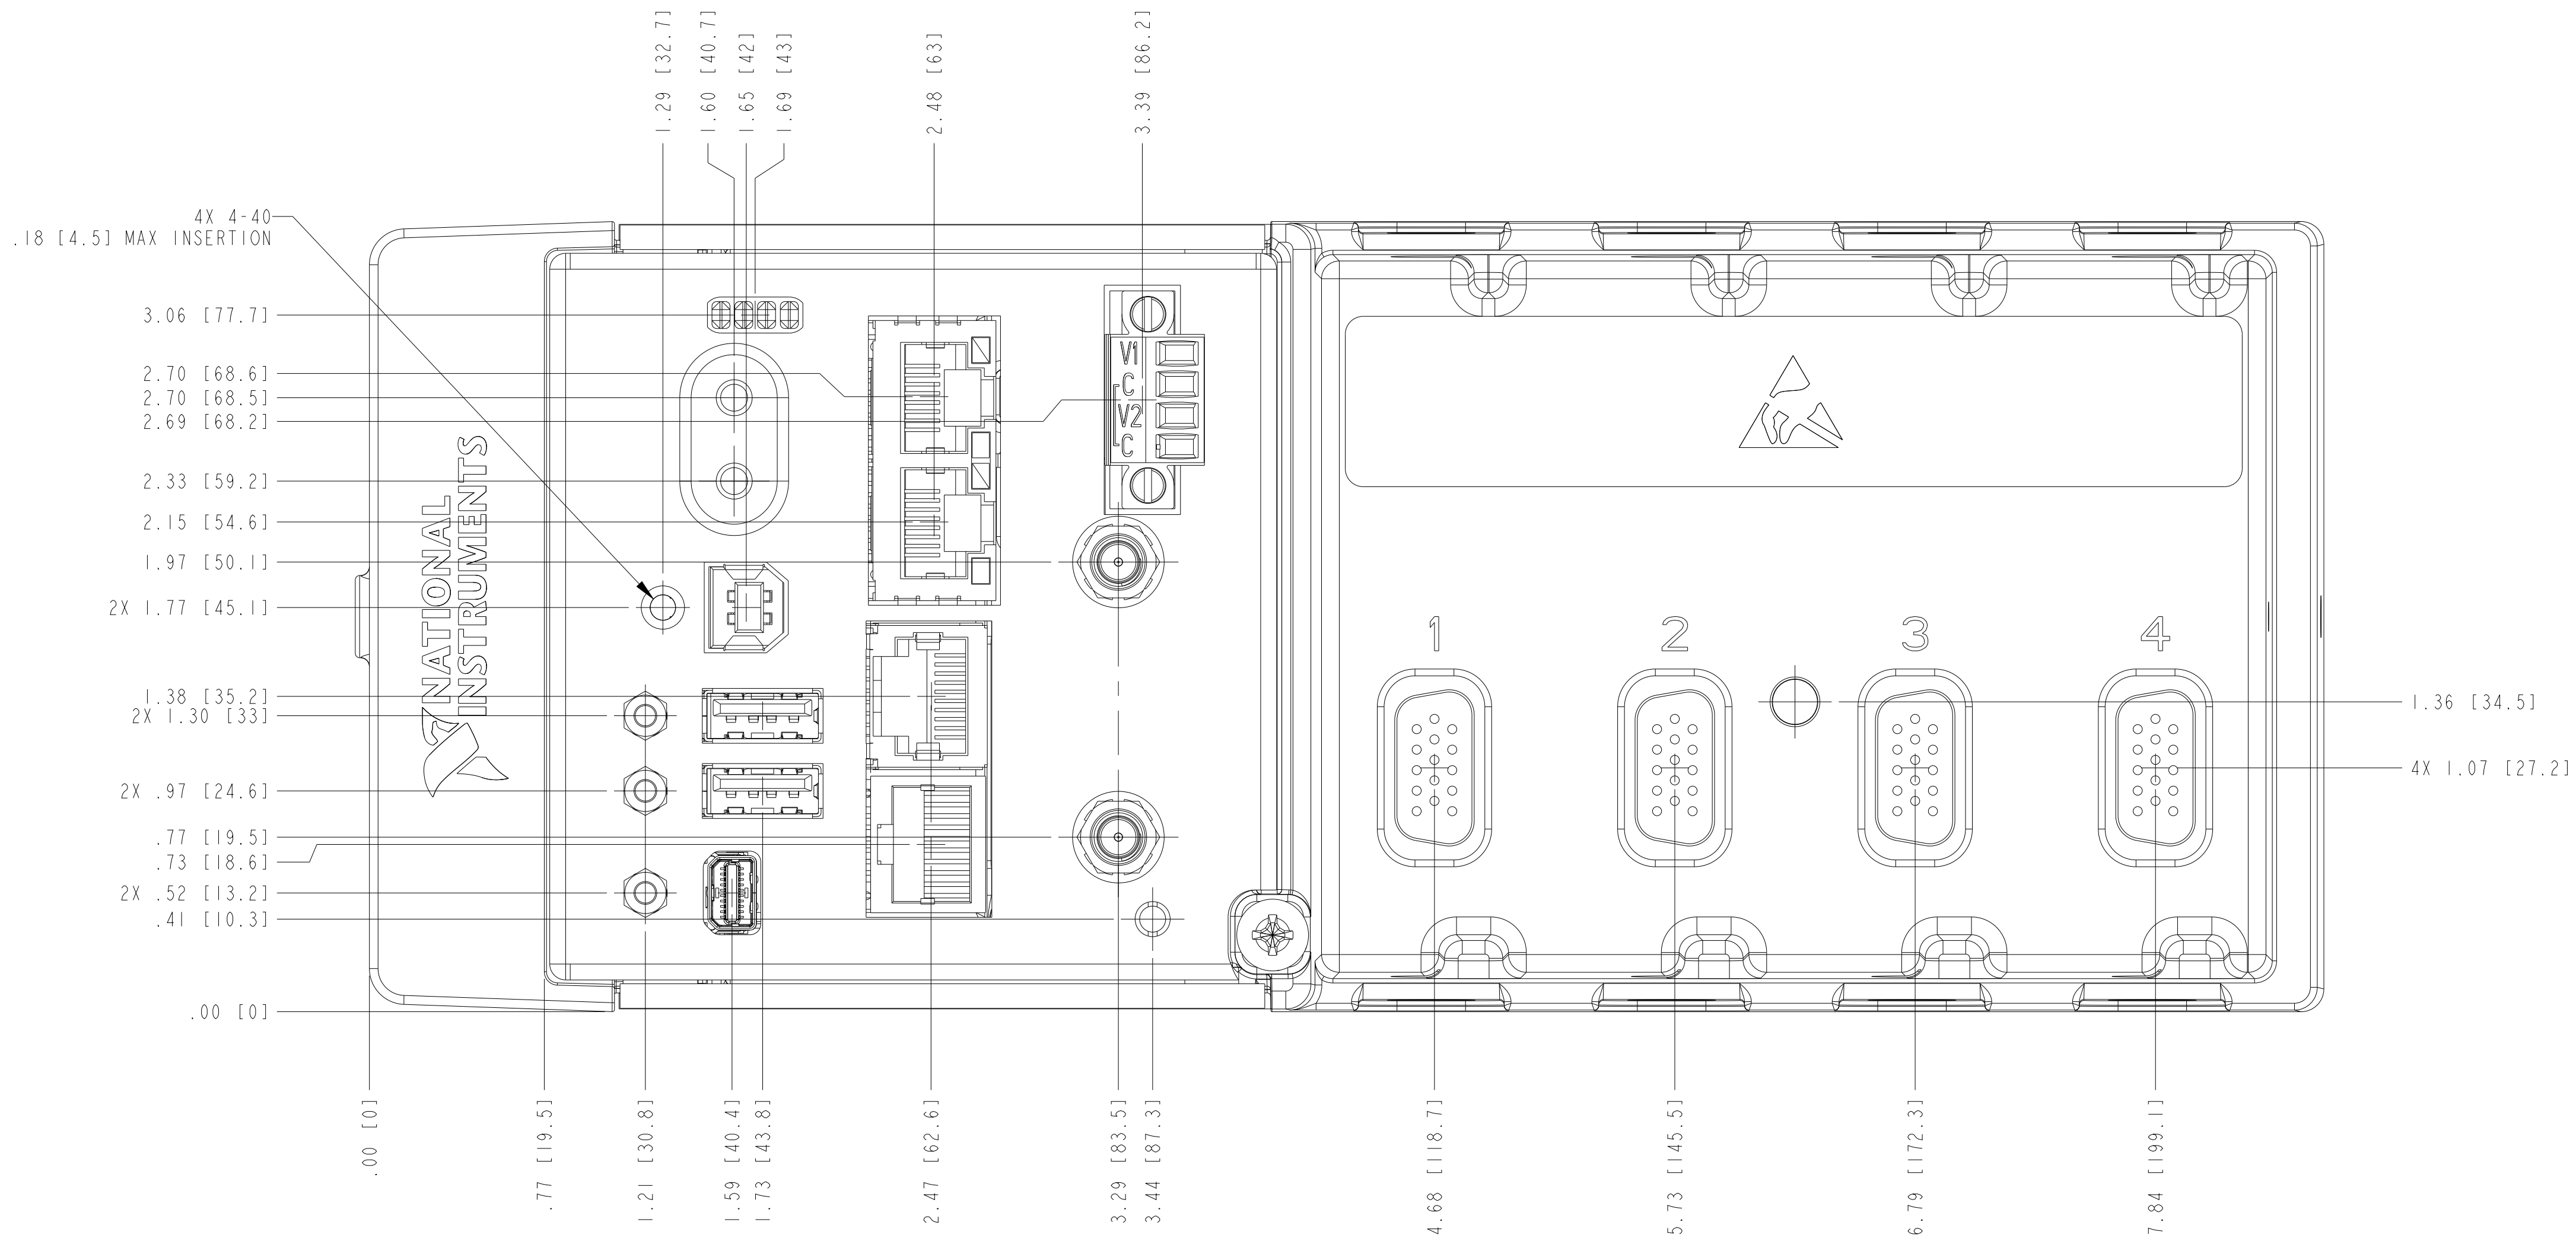 1.29 [32.7]
1.60 [40.7]
1.65 [42]
1.69 [43]
2.48 [63]
3.39 [86.2]
4X 4-40
.18 [4.5] MAX INSERTION
3.06 [77.7]
2.70 [68.6]
2.70 [68.5]
2.69 [68.2]
2.33 [59.2]
2.15 [54.6]
1.97 [50.1]
2X 1.77 [45.1]
1.38 [35.2]
2X 1.30 [33]
2X .97 [24.6]
.77 [19.5]
.73 [18.6]
2X .52 [13.2]
.41 [10.3]
.00 [0]
NATIONAL
INSTRUMENTS
V1
C
V2
C
1
2
3
4
1.36 [34.5]
4X 1.07 [27.2]
.00 [0]
.77 [19.5]
1.21 [30.8]
1.59 [40.4]
1.73 [43.8]
2.47 [62.6]
3.29 [83.5]
3.44 [87.3]
4.68 [118.7]
5.73 [145.5]
6.79 [172.3]
7.84 [199.1]